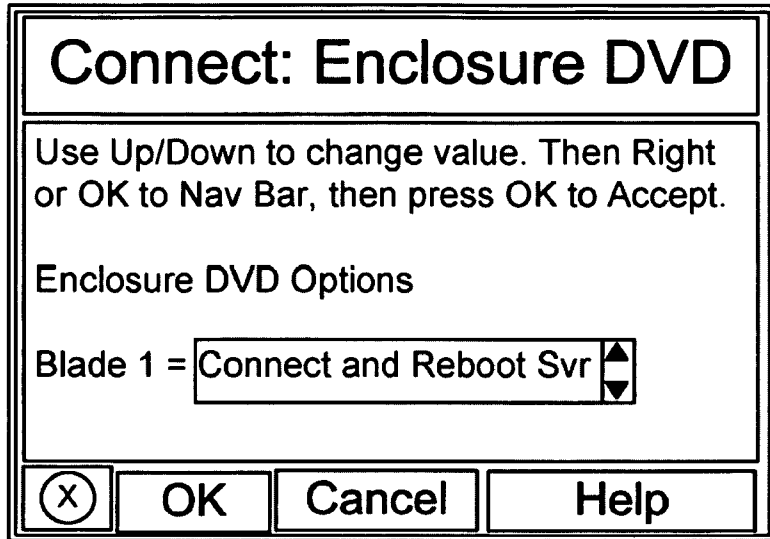 Connect: Enclosure DVD
Use Up/Down to change value. Then Right
or OK to Nav Bar, then press OK to Accept.
Enclosure DVD Options
Blade 1 = Connect and Reboot Svr
X OK Cancel Help